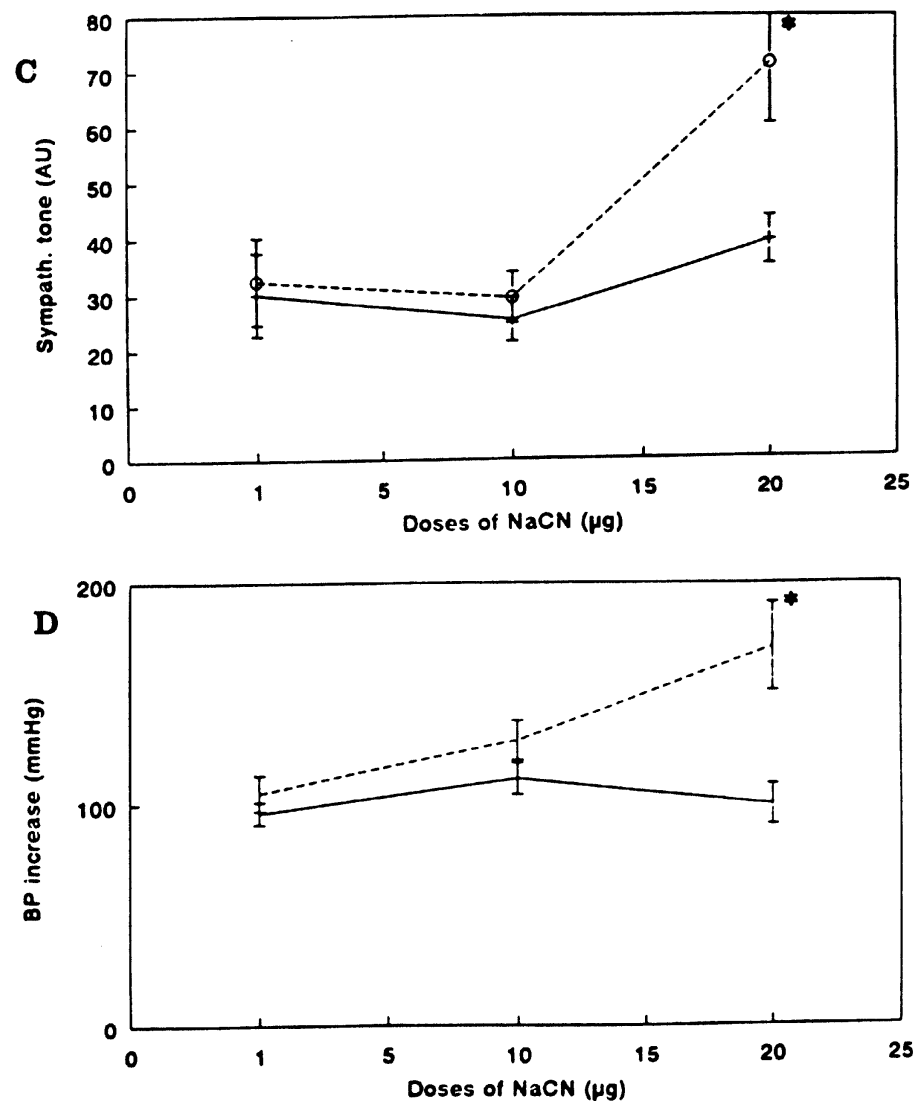 C
Sympath. tone (AU)
80
70
60
50
40
30
20
10
0
*
0 1 5 10 15 20 25
Doses of NaCN (µg)
D
BP increase (mmHg)
200
100
0
*
0 1 5 10 15 20 25
Doses of NaCN (µg)